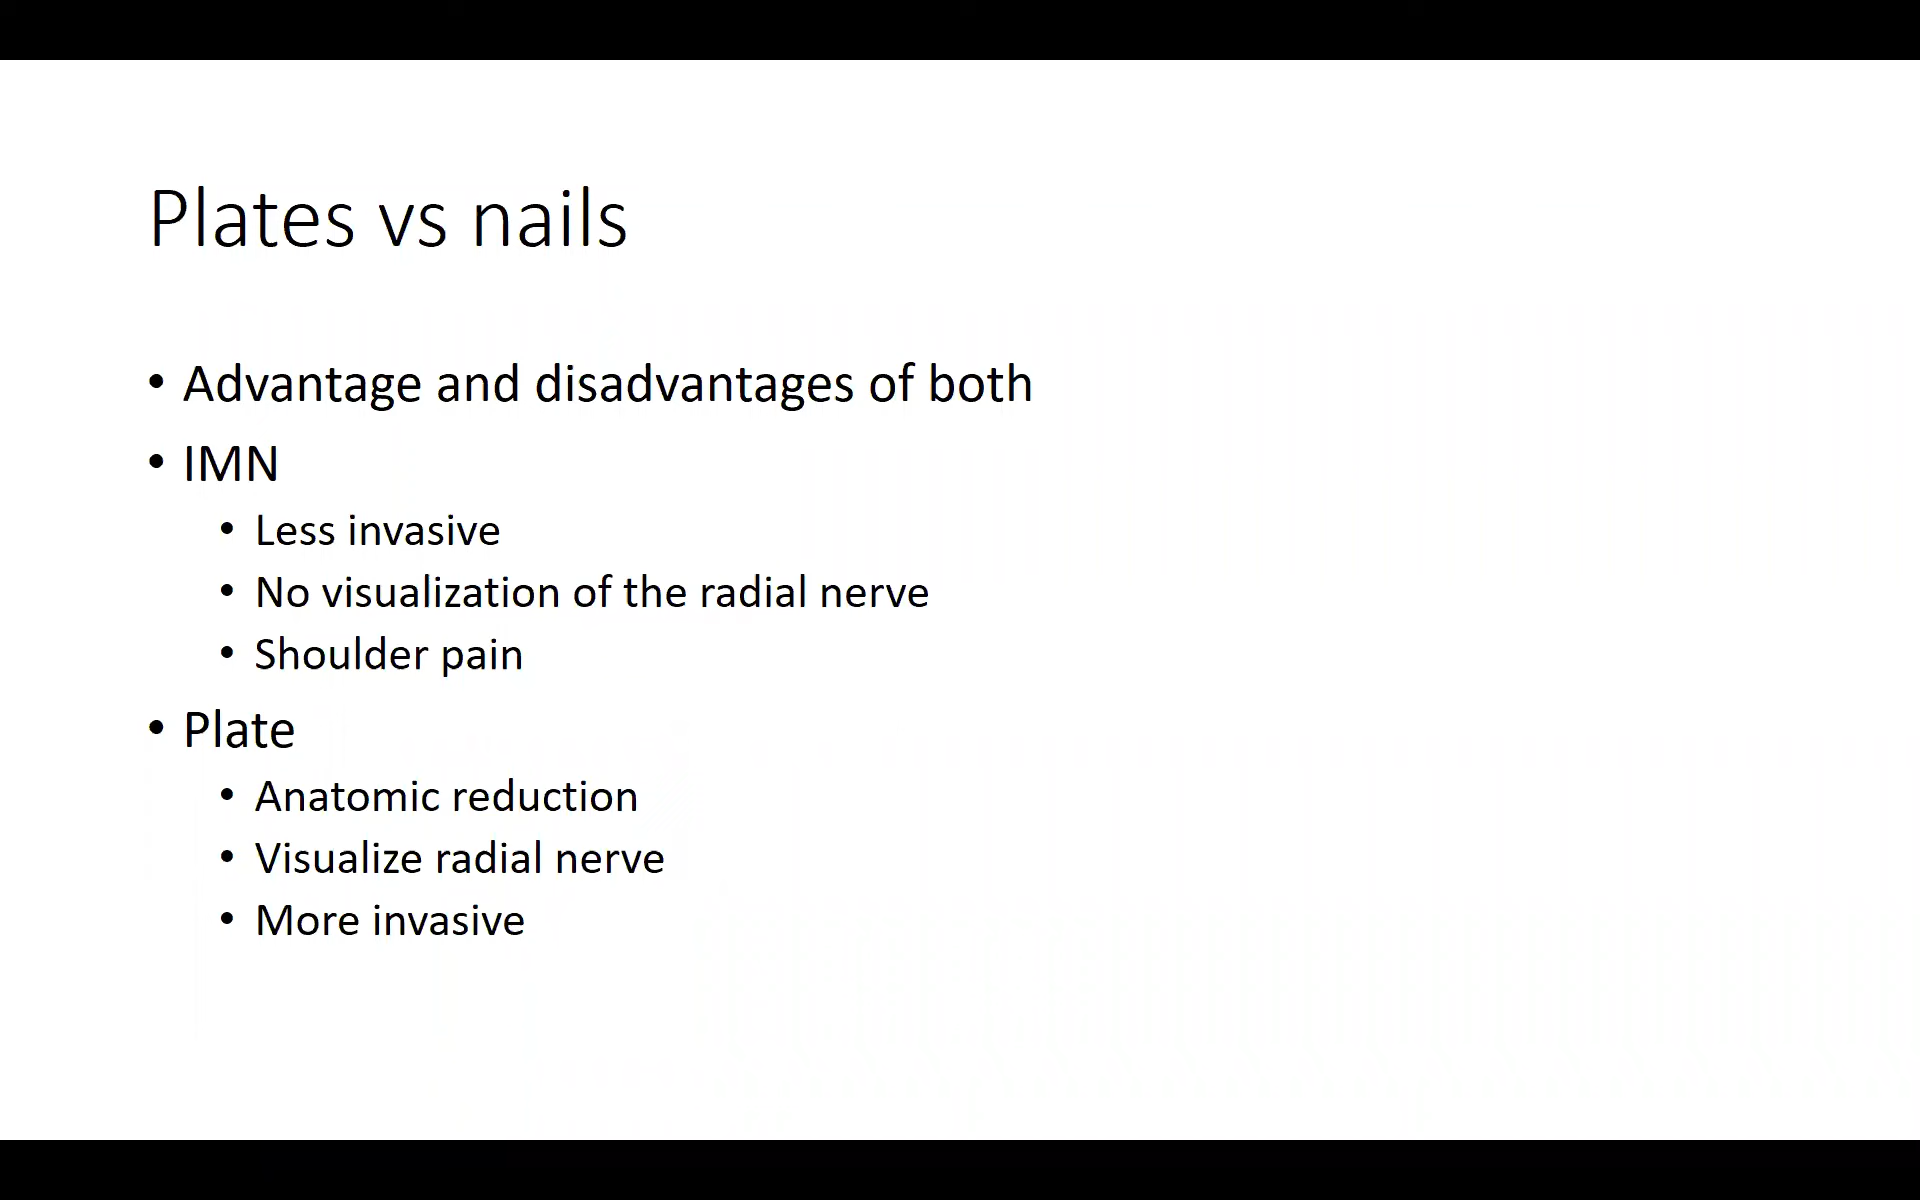 Plates vs nails
• Advantage and disadvantages of both
• IMN
• Less invasive
• No visualization of the radial nerve
• Shoulder pain
• Plate
• Anatomic reduction
• Visualize radial nerve
• More invasive